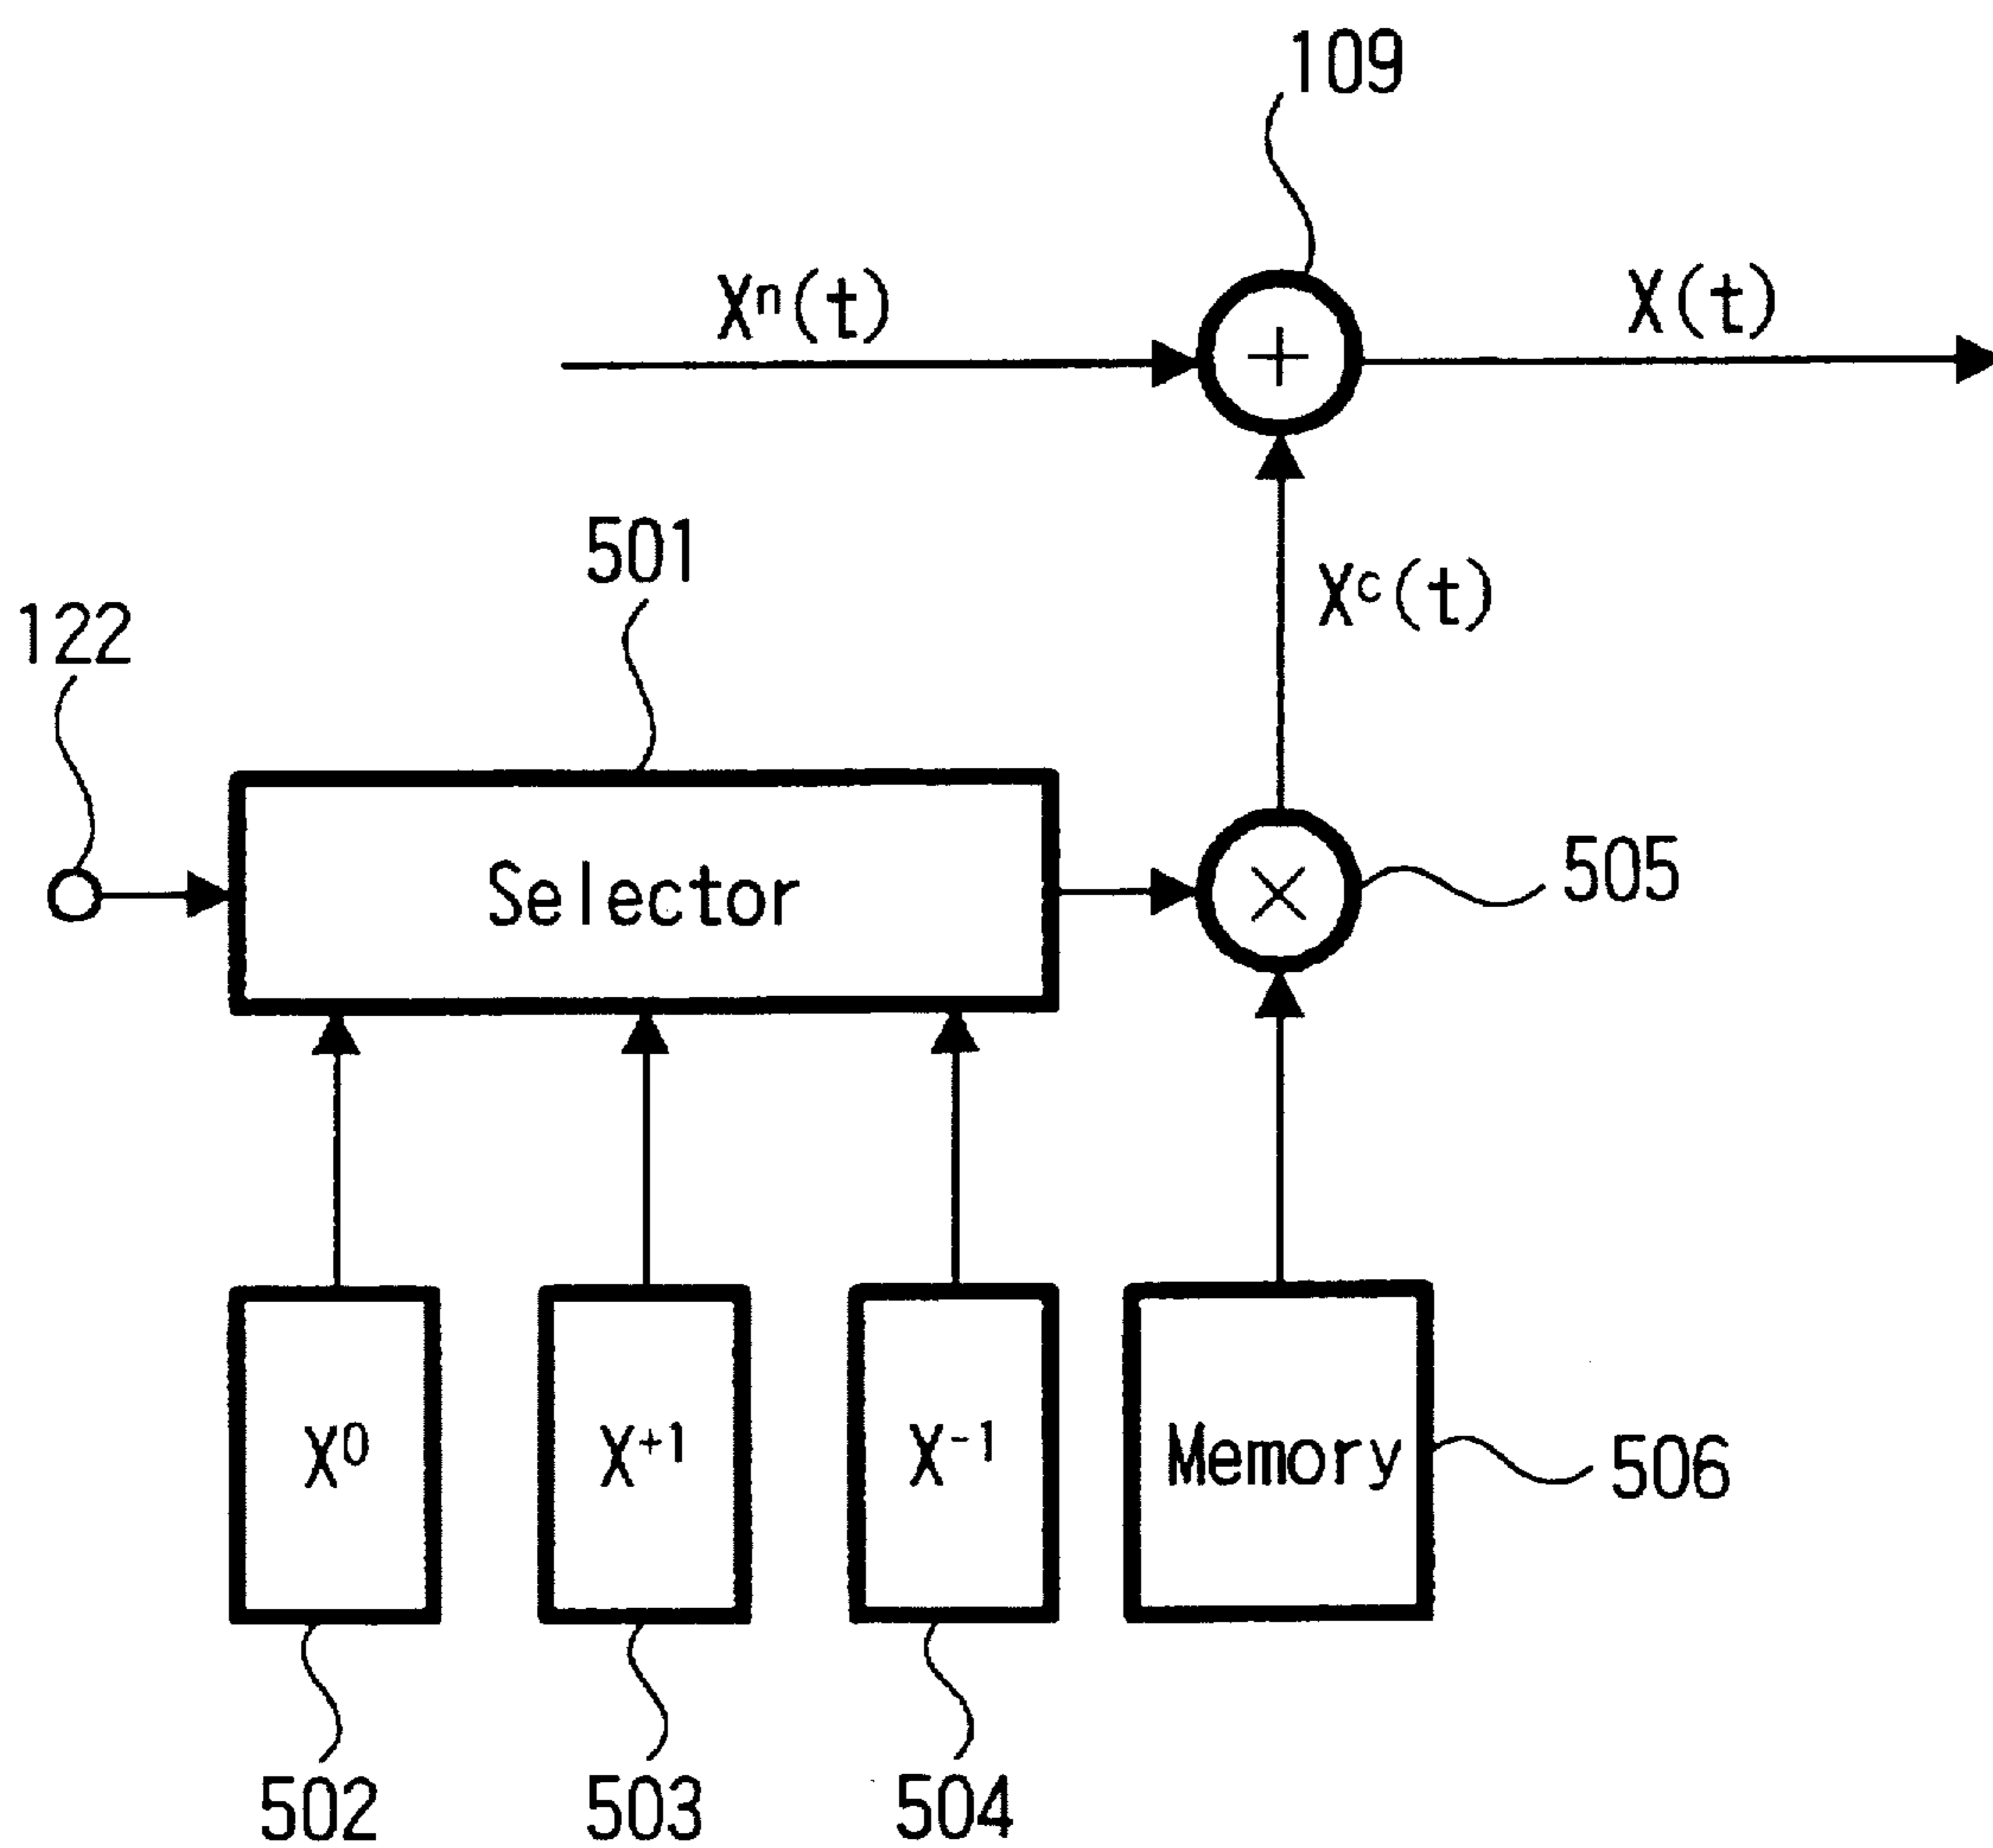 109
Xⁿ(t)
X(t)
501
Xᶜ(t)
122
Selector
505
X⁰
X⁺¹
X⁻¹
Memory
506
502
503
504